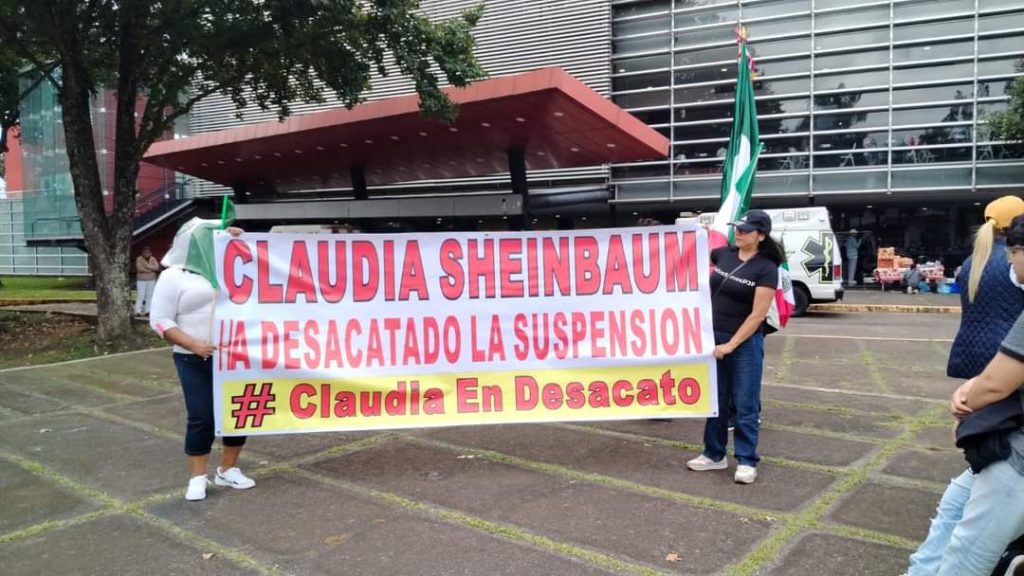 CLAUDIA SHEINBAUM
HA DESACATADO LA SUSPENSION
# Claudia En Desacato